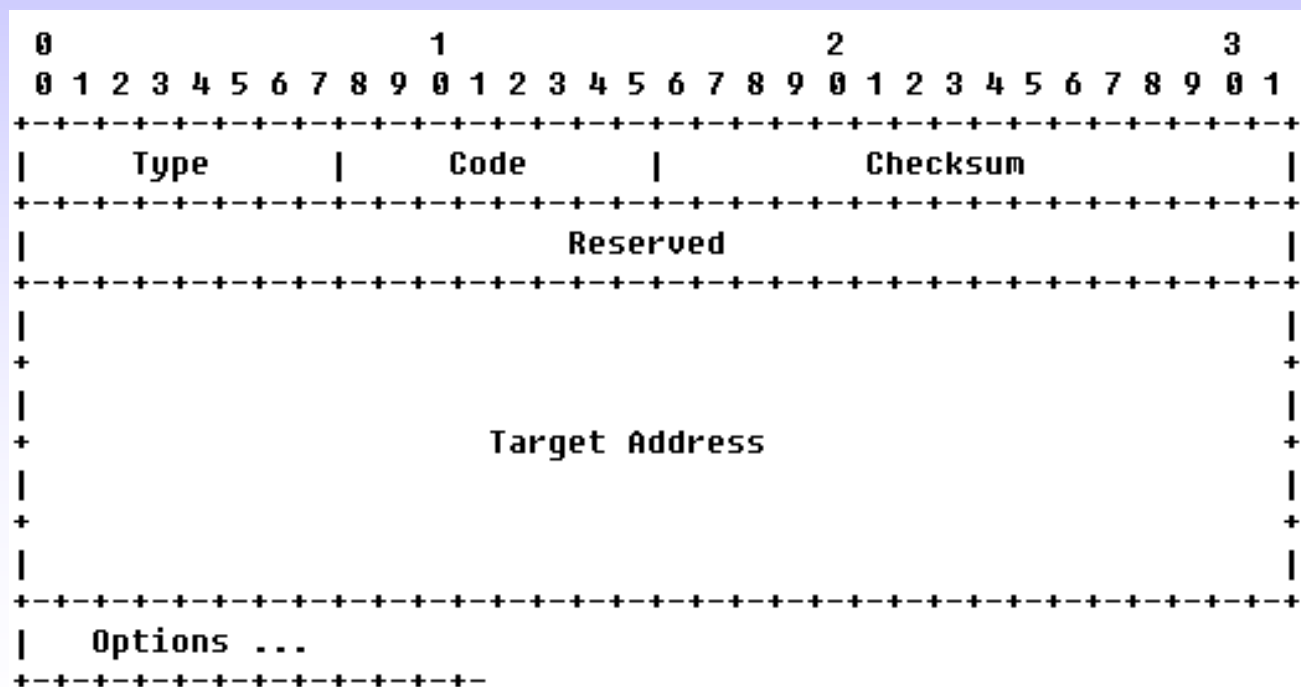 0                   1                   2                   3
 0 1 2 3 4 5 6 7 8 9 0 1 2 3 4 5 6 7 8 9 0 1 2 3 4 5 6 7 8 9 0 1
+-+-+-+-+-+-+-+-+-+-+-+-+-+-+-+-+-+-+-+-+-+-+-+-+-+-+-+-+-+-+-+-+
|     Type      |     Code      |          Checksum             |
+-+-+-+-+-+-+-+-+-+-+-+-+-+-+-+-+-+-+-+-+-+-+-+-+-+-+-+-+-+-+-+-+
|                           Reserved                            |
+-+-+-+-+-+-+-+-+-+-+-+-+-+-+-+-+-+-+-+-+-+-+-+-+-+-+-+-+-+-+-+-+
|                                                               |
+                                                               +
|                                                               |
+                       Target Address                          +
|                                                               |
+                                                               +
|                                                               |
+-+-+-+-+-+-+-+-+-+-+-+-+-+-+-+-+-+-+-+-+-+-+-+-+-+-+-+-+-+-+-+-+
|   Options ...
+-+-+-+-+-+-+-+-+-+-+-+-